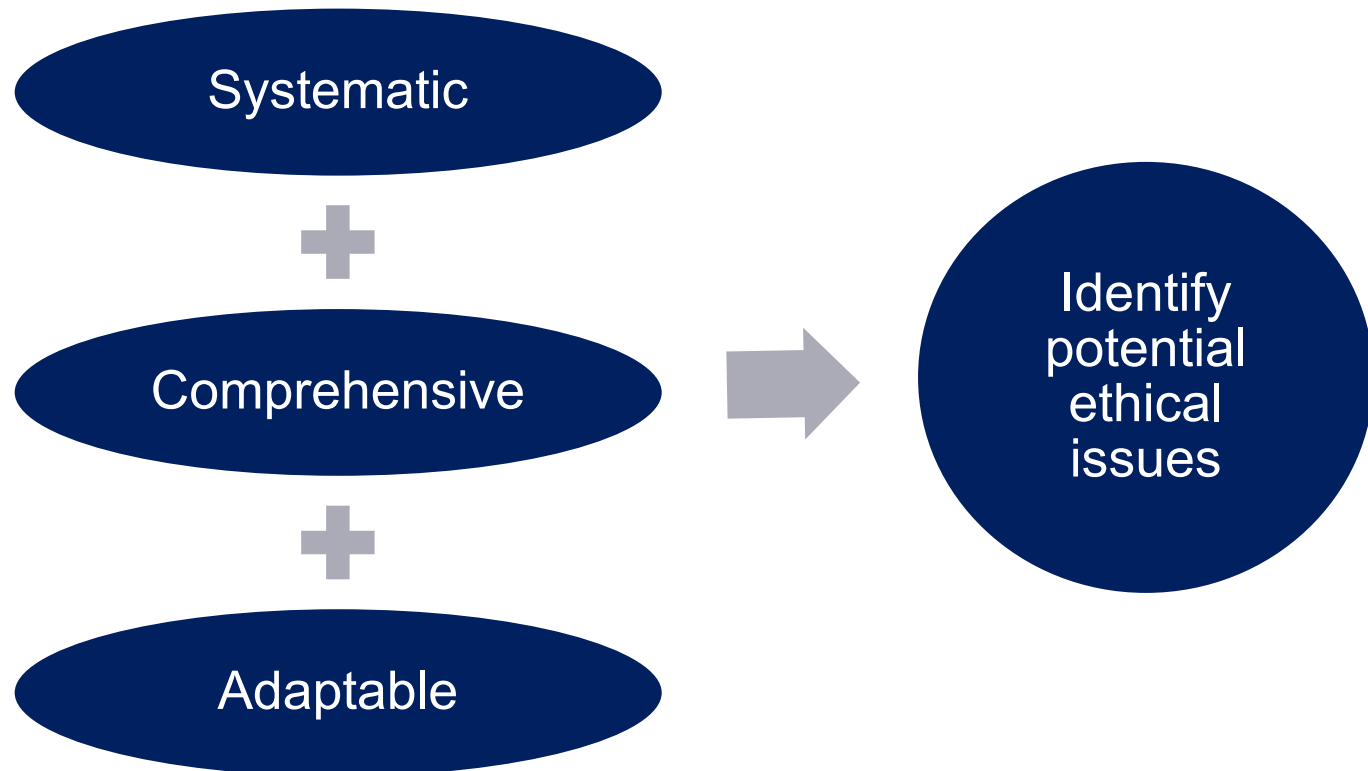 Systematic
Comprehensive
Adaptable
Identify
potential
ethical
issues